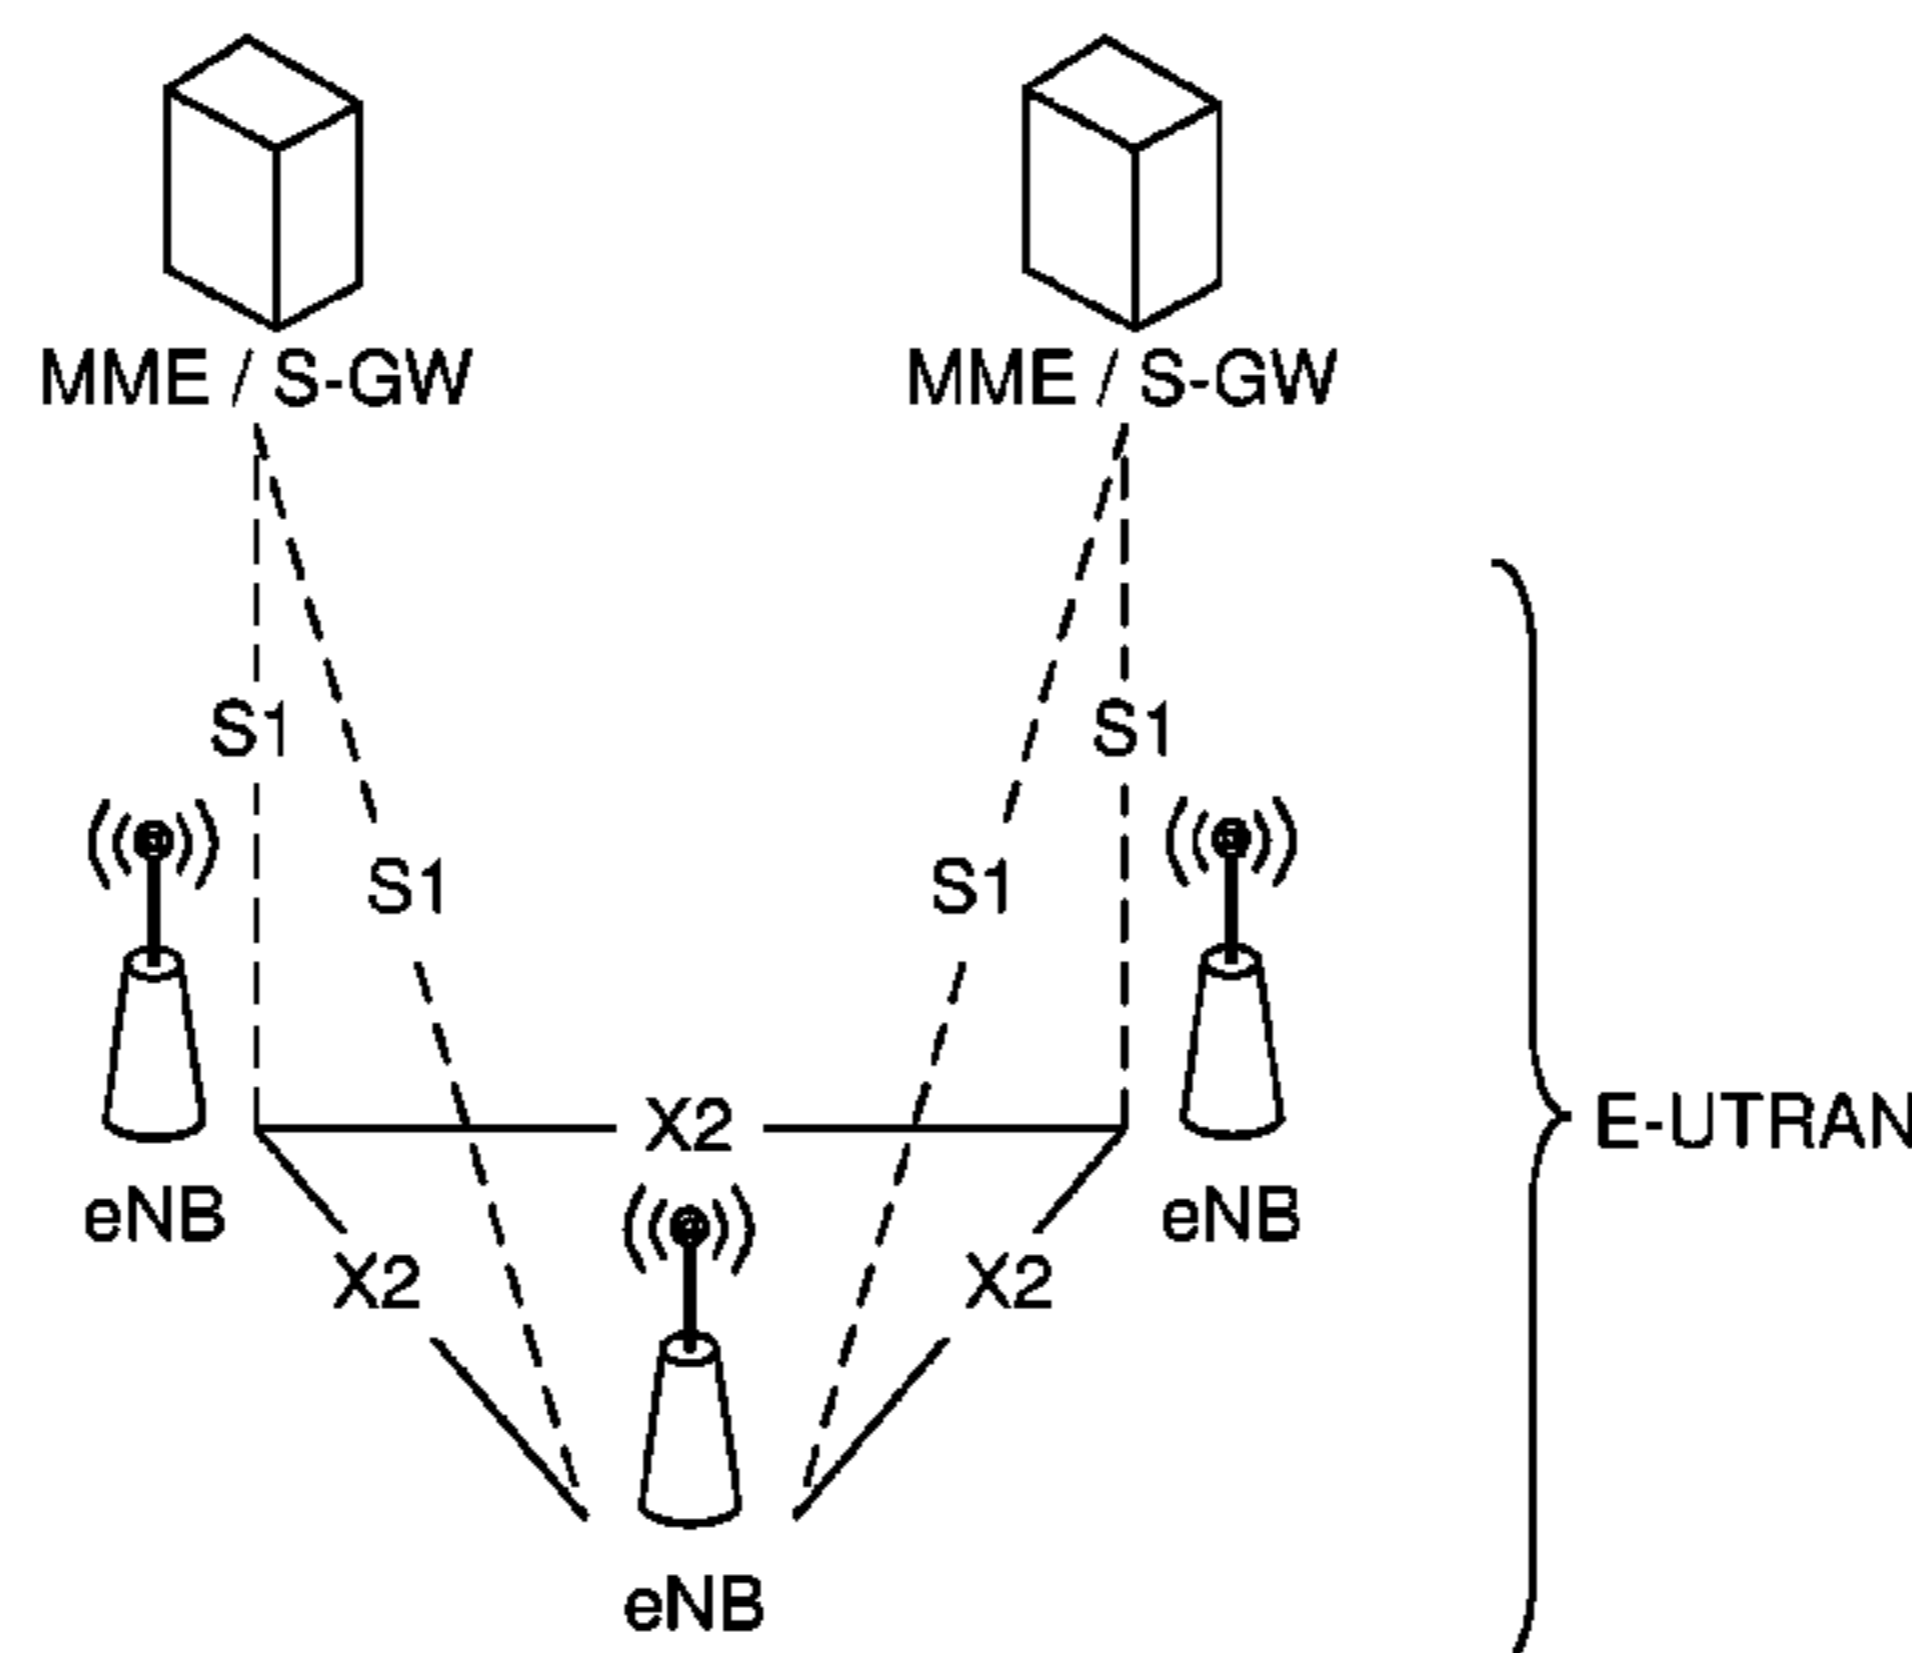 MME / S-GW
MME / S-GW
S1
S1
S1
S1
X2
E-UTRAN
eNB
eNB
X2
X2
eNB